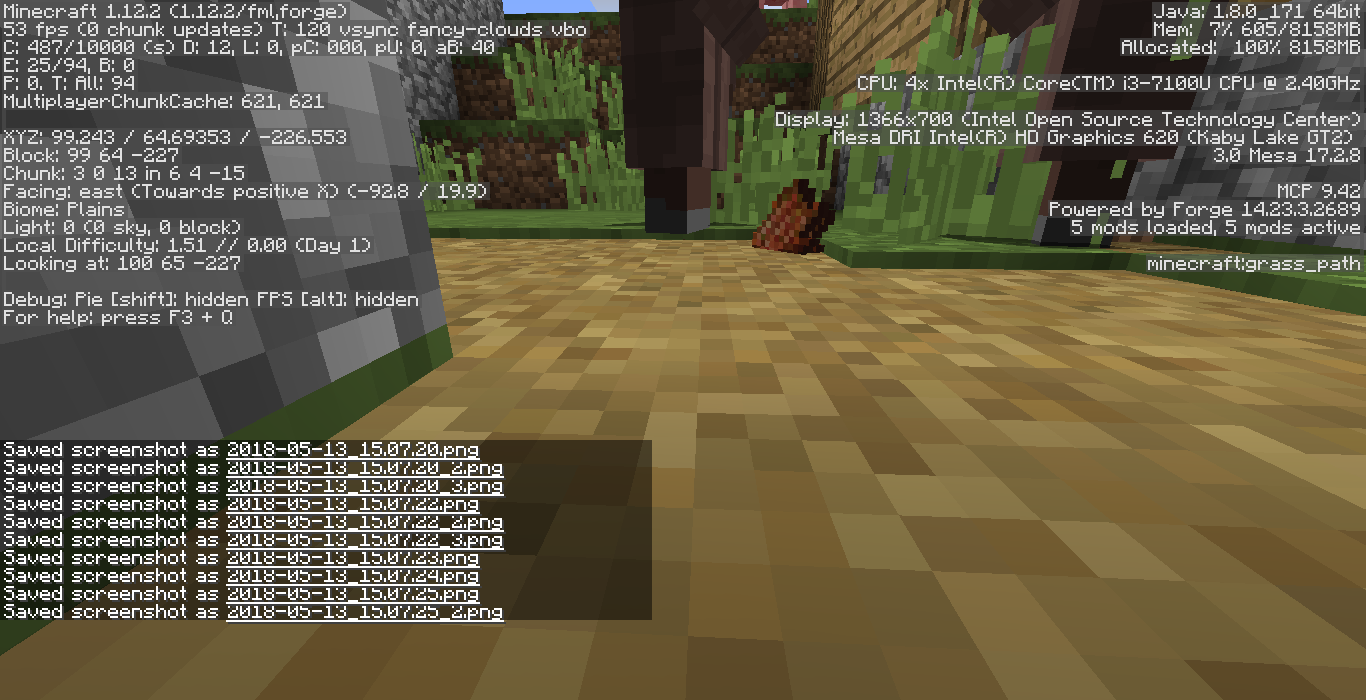 Minecraft 1.12.2 (1.12.2/fml,forge)
53 fps (0 chunk updates) T: 120 vsync fancy-clouds vbo
C: 487/10000 (s) D: 12, L: 0, pC: 000, pU: 0, aB: 40
E: 25/94, B: 0
P: 0. T: All: 94
MultiplayerChunkCache: 621, 621
XYZ: 99.243 / 64.69353 / -226.553
Block: 99 64 -227
Chunk: 3 0 13 in 6 4 -15
Facing: east (Towards positive X) (-92.8 / 19.9)
Biome: Plains
Light: 0 (0 sky, 0 block)
Local Difficulty: 1.51 // 0.00 (Day 1)
Looking at: 100 65 -227
Debug: Pie [shift]: hidden FPS [alt]: hidden
For help: press F3 + Q
Java: 1.8.0_171 64bit
Mem: 7% 605/8158MB
Allocated: 100% 8158MB
CPU: 4x Intel(R) Core(TM) i3-7100U CPU @ 2.40GHz
Display: 1366x700 (Intel Open Source Technology Center)
Mesa DRI Intel(R) HD Graphics 620 (Kaby Lake GT2)
3.0 Mesa 17.2.8
MCP 9.42
Powered by Forge 14.23.3.2689
5 mods loaded, 5 mods active
minecraft:grass_path
Saved screenshot as 2018-05-13_15.07.20.png
Saved screenshot as 2018-05-13_15.07.20_2.png
Saved screenshot as 2018-05-13_15.07.20_3.png
Saved screenshot as 2018-05-13_15.07.22.png
Saved screenshot as 2018-05-13_15.07.22_2.png
Saved screenshot as 2018-05-13_15.07.22_3.png
Saved screenshot as 2018-05-13_15.07.23.png
Saved screenshot as 2018-05-13_15.07.24.png
Saved screenshot as 2018-05-13_15.07.25.png
Saved screenshot as 2018-05-13_15.07.25_2.png